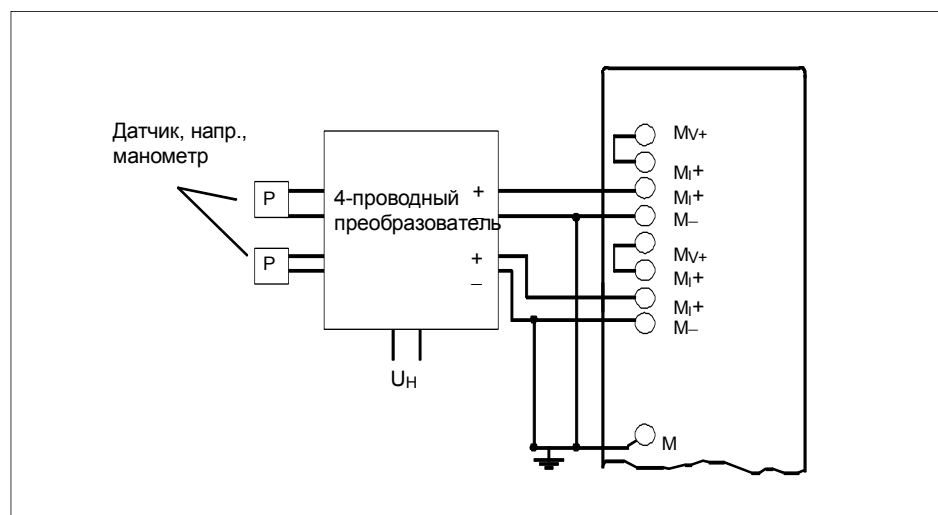 Датчик, напр.,
манометр
P
P
4-проводный
преобразователь
+
−
+
−
UH
MV+
MI+
MI+
M−
MV+
MI+
MI+
M−
M